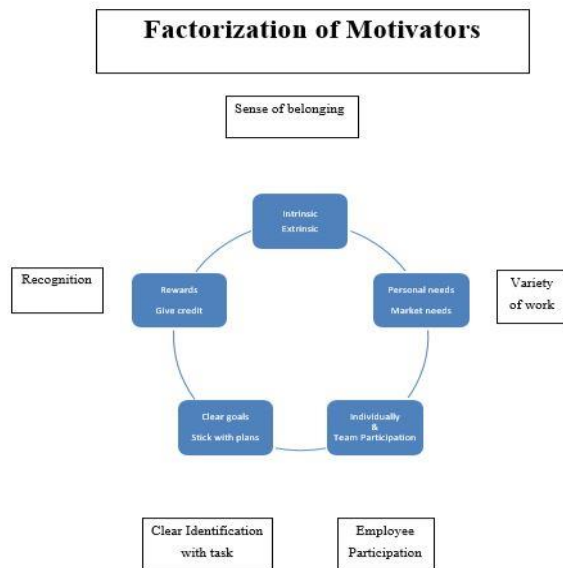 Factorization of Motivators
Sense of belonging
Intrinsic
Extrinsic
Recognition
Rewards
Give credit
Personal needs
Market needs
Variety
of work
Clear goals
Stick with plans
Individually
&
Team Participation
Clear Identification
with task
Employee
Participation